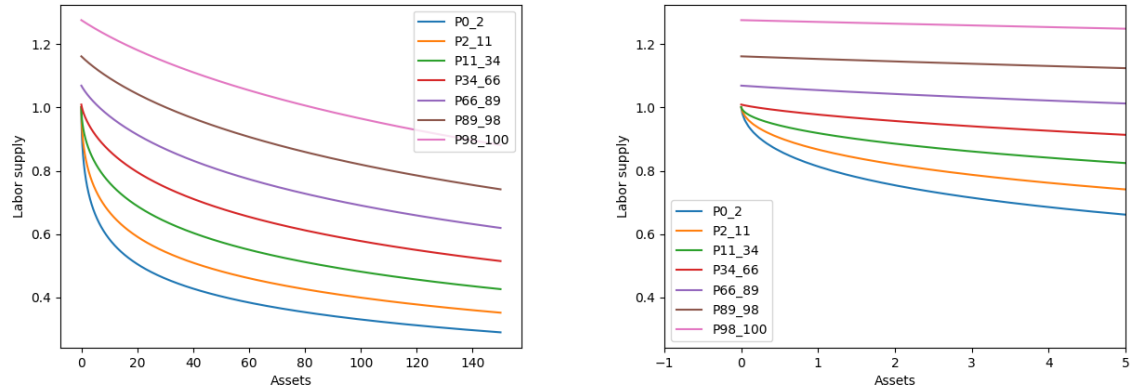 Labor supply
1.2
1.0
0.8
0.6
0.4
P0_2
P2_11
P11_34
P34_66
P66_89
P89_98
P98_100
0 20 40 60 80 100 120 140
Assets
Labor supply
1.2
1.0
0.8
0.6
0.4
P0_2
P2_11
P11_34
P34_66
P66_89
P89_98
P98_100
−1 0 1 2 3 4 5
Assets